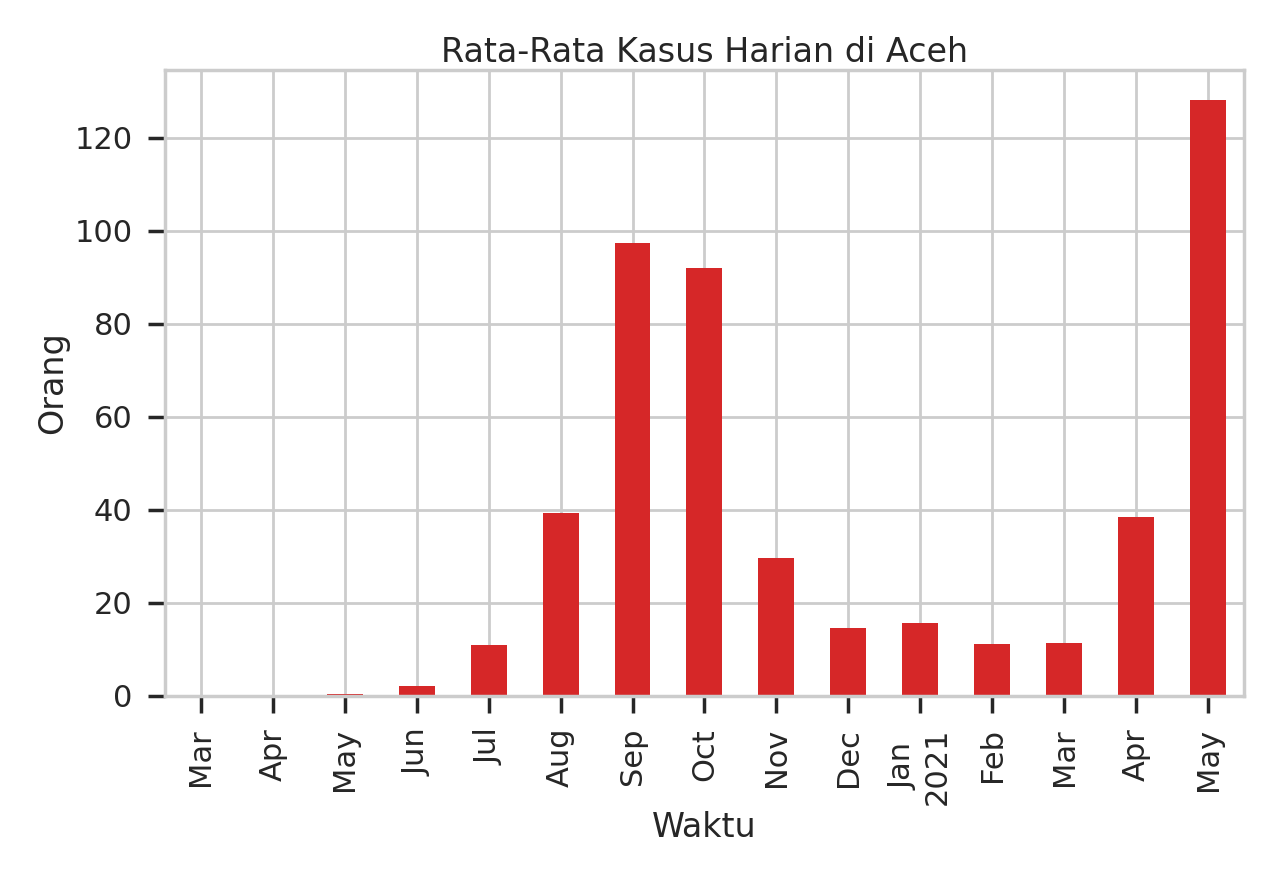 Rata-Rata Kasus Harian di Aceh
Orang
120
100
80
60
40
20
0
Mar
Apr
May
Jun
Jul
Aug
Sep
Oct
Nov
Dec
Jan
2021
Feb
Mar
Apr
May
Waktu